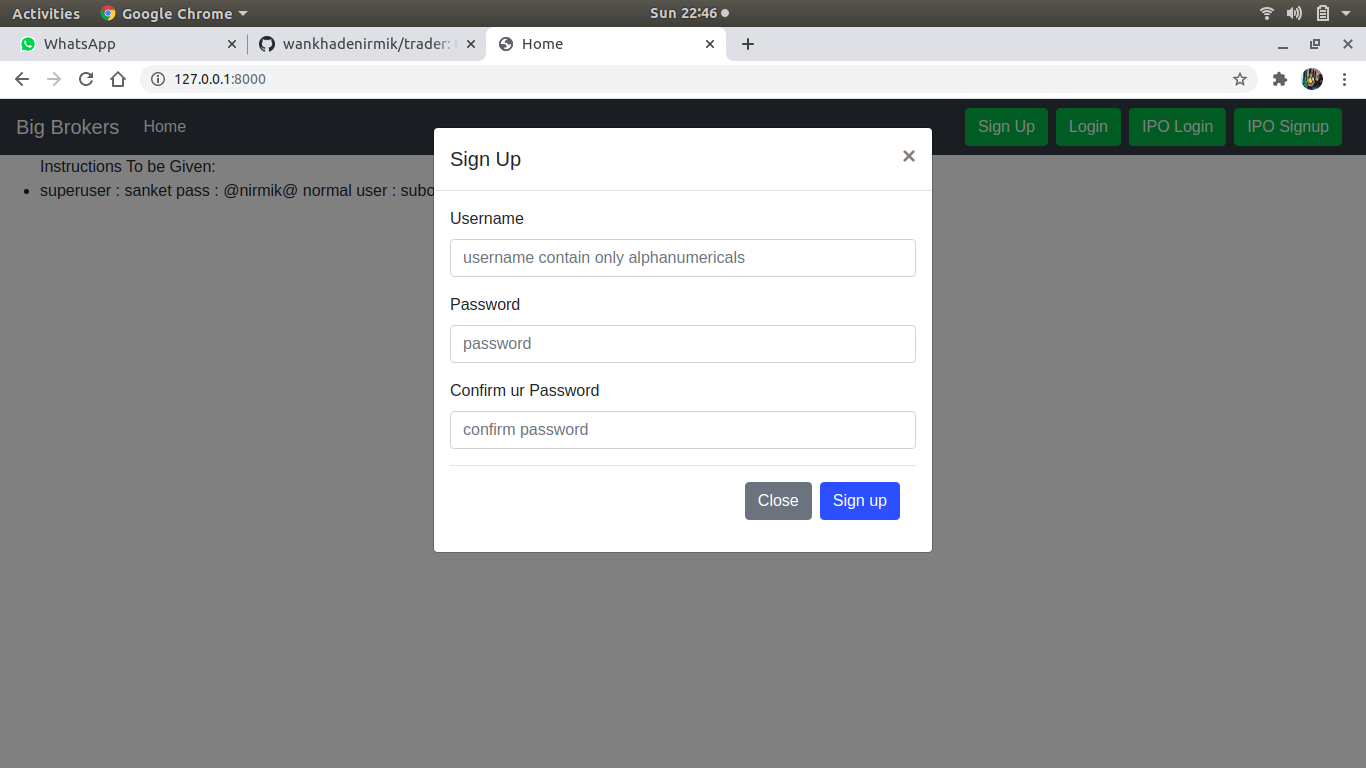 Activities Google Chrome Sun 22:46
WhatsApp wankhadenirmik/trader: Home
127.0.0.1:8000
Big Brokers Home Sign Up Login IPO Login IPO Signup
Instructions To be Given:
superuser : sanket pass : @nirmik@ normal user :
Sign Up ×
Username
username contain only alphanumericals
Password
password
Confirm ur Password
confirm password
Close Sign up